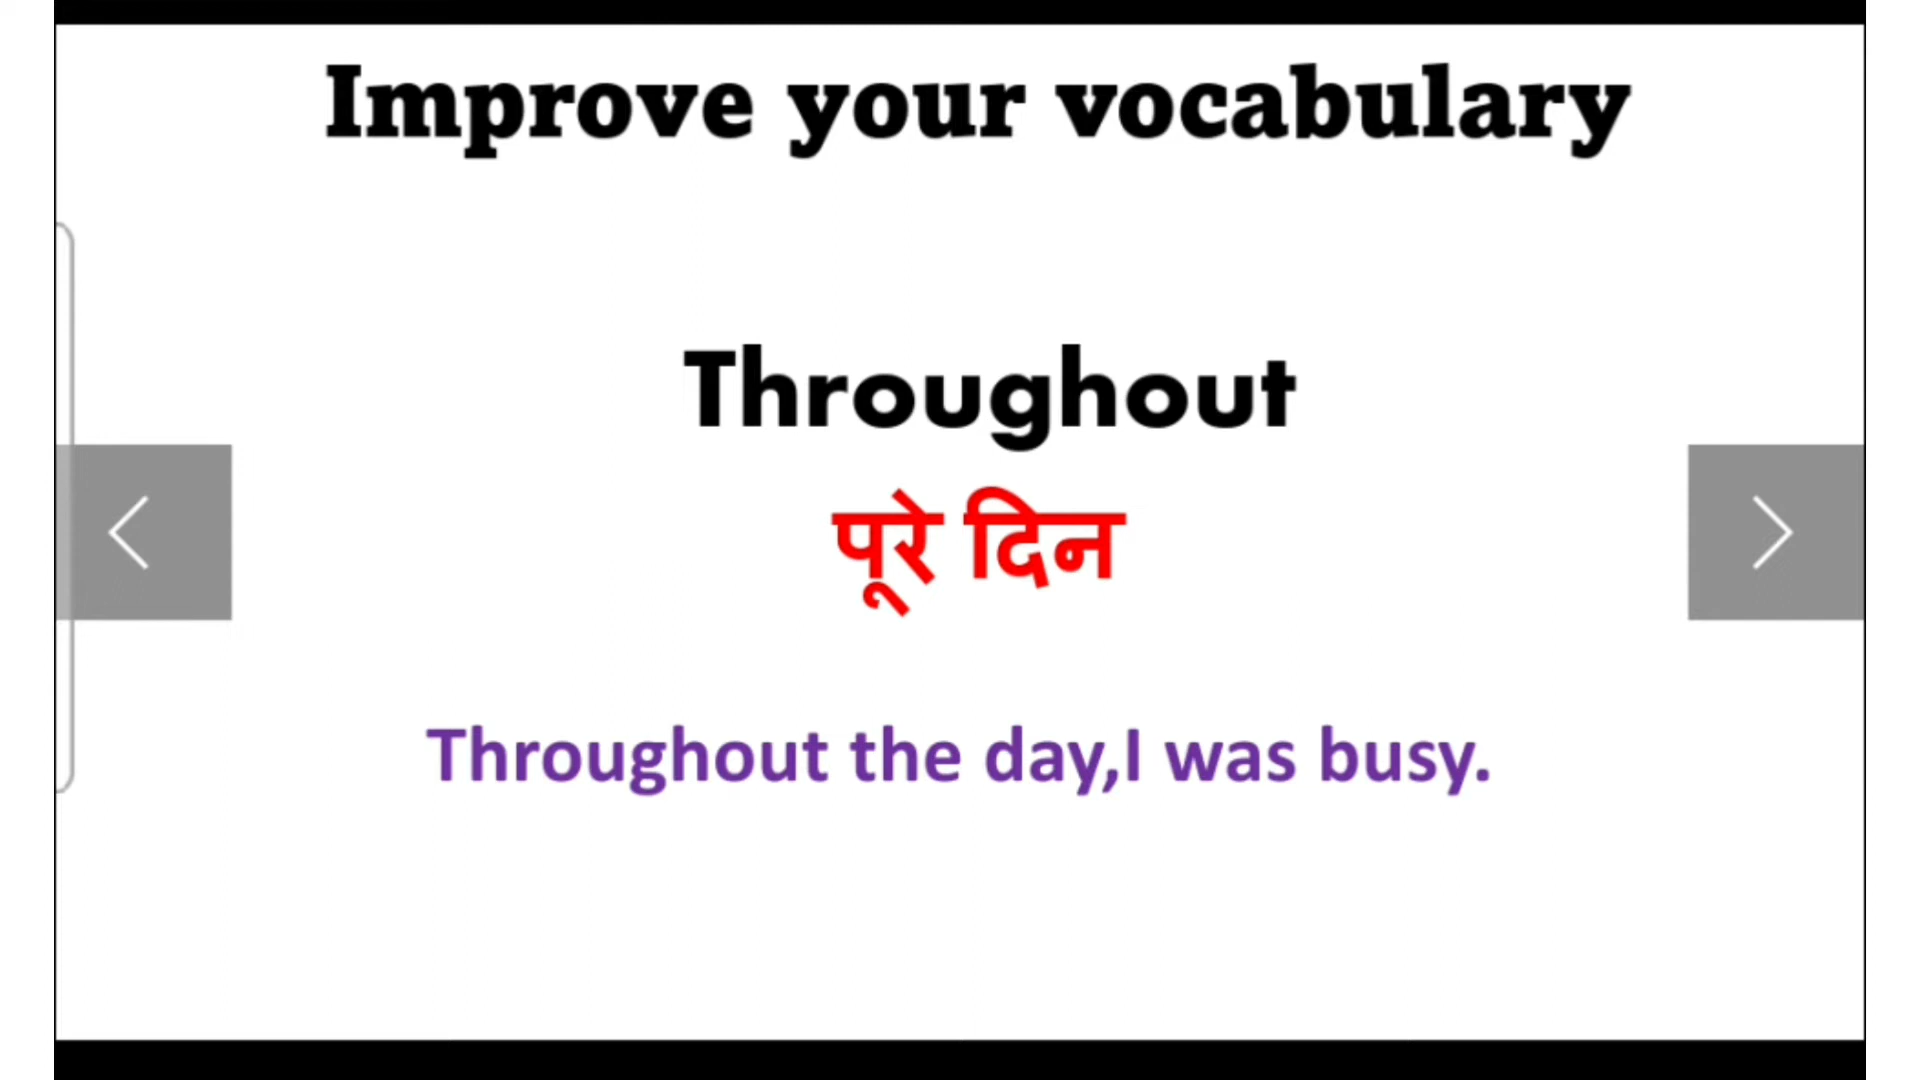 Improve your vocabulary
Throughout
पूरे दिन
Throughout the day,I was busy.